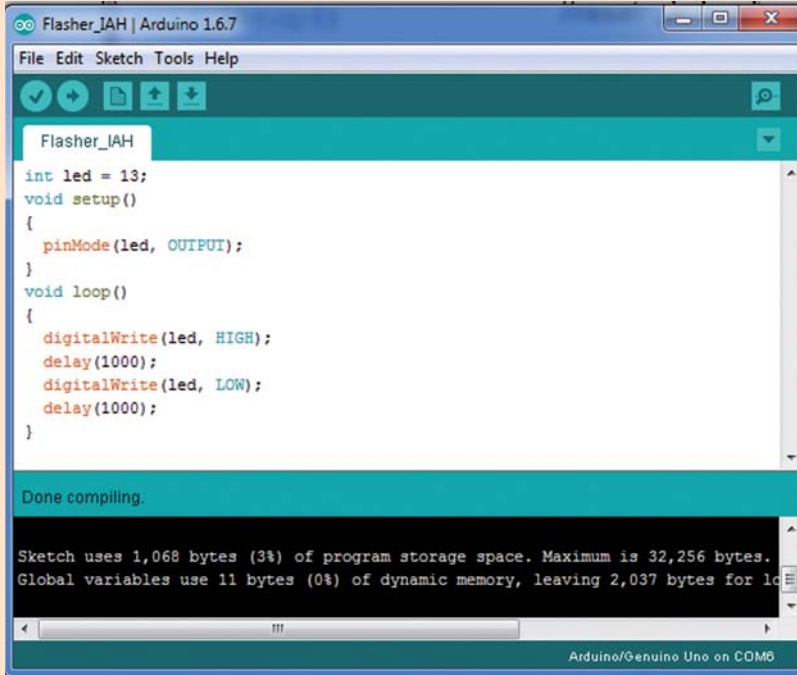 Flasher_IAH | Arduino 1.6.7
File Edit Sketch Tools Help
Flasher_IAH
int led = 13;
void setup()
{
  pinMode(led, OUTPUT);
}
void loop()
{
  digitalWrite(led, HIGH);
  delay(1000);
  digitalWrite(led, LOW);
  delay(1000);
}
Done compiling.
Sketch uses 1,068 bytes (3%) of program storage space. Maximum is 32,256 bytes.
Global variables use 11 bytes (0%) of dynamic memory, leaving 2,037 bytes for lo
Arduino/Genuino Uno on COM6